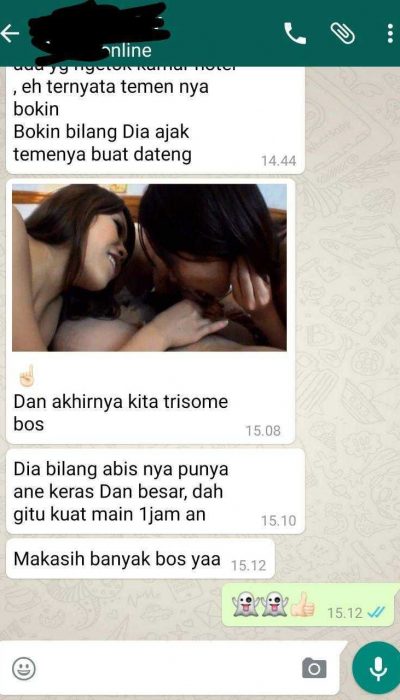 online
, eh ternyata temen nya
bokin
Bokin bilang Dia ajak
temenya buat dateng
14.44
Dan akhirnya kita trisome
bos
15.08
Dia bilang abis nya punya
ane keras Dan besar, dah
gitu kuat main 1jam an
15.10
Makasih banyak bos yaa
15.12
15.12